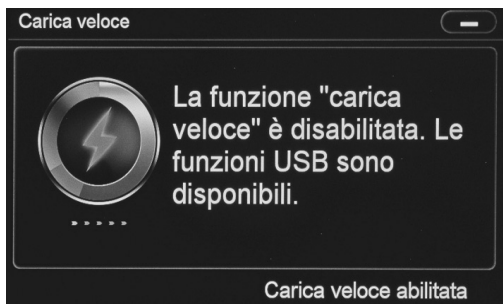 Carica veloce
La funzione "carica
veloce" è disabilitata. Le
funzioni USB sono
disponibili.
Carica veloce abilitata